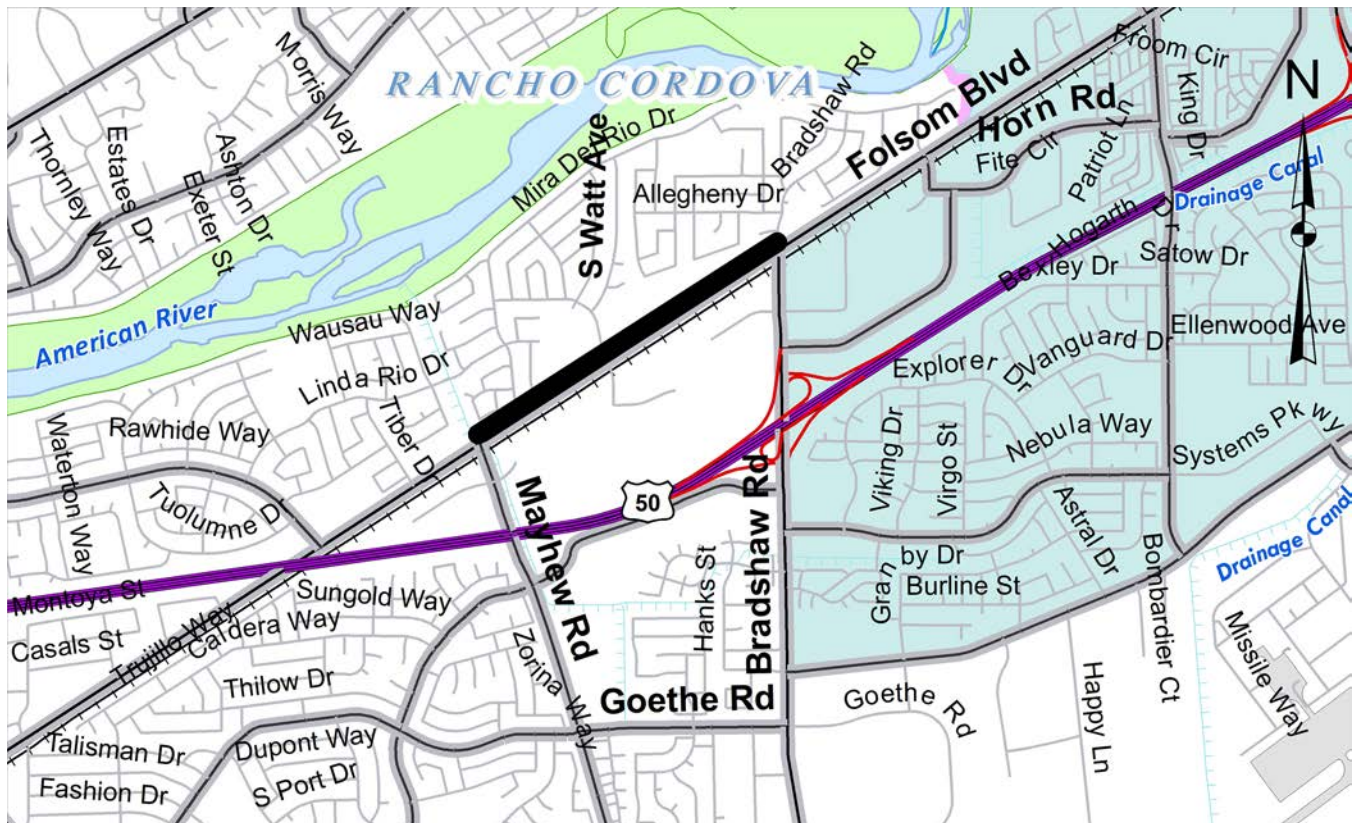 Froom Cir
Morris Way
RANCHO CORDOVA
N
Folsom Blvd
Bradshaw Rd
Horn Rd
King Dr
S Watt Ave
Mira Del Rio Dr
Estates Dr
Ashton Dr
Thornley Way
Exeter St
Fite Cir
Patriot Ln
Drainage Canal
Allegheny Dr
Hogarth Dr
Bexley Dr
Satow Dr
American River
Wausau Way
Ellenwood Ave
Explorer Dr
Vanguard Dr
Linda Rio Dr
Tiber D
Rawhide Way
Waterton Way
Viking Dr
Virgo St
Nebula Way
Systems Pkwy
Tuolumne D
50
Mayhew Rd
Bradshaw Rd
Astral Dr
Bombardier Ct
Drainage Canal
Hanks St
Granby Dr
Burline St
Montoya St
Sungold Way
Casals St
Trujillo Way
Caldera Way
Zorina Way
Missile Way
Thilow Dr
Goethe Rd
Goethe Rd
Happy Ln
Talisman Dr
Dupont Way
Fashion Dr
S Port Dr